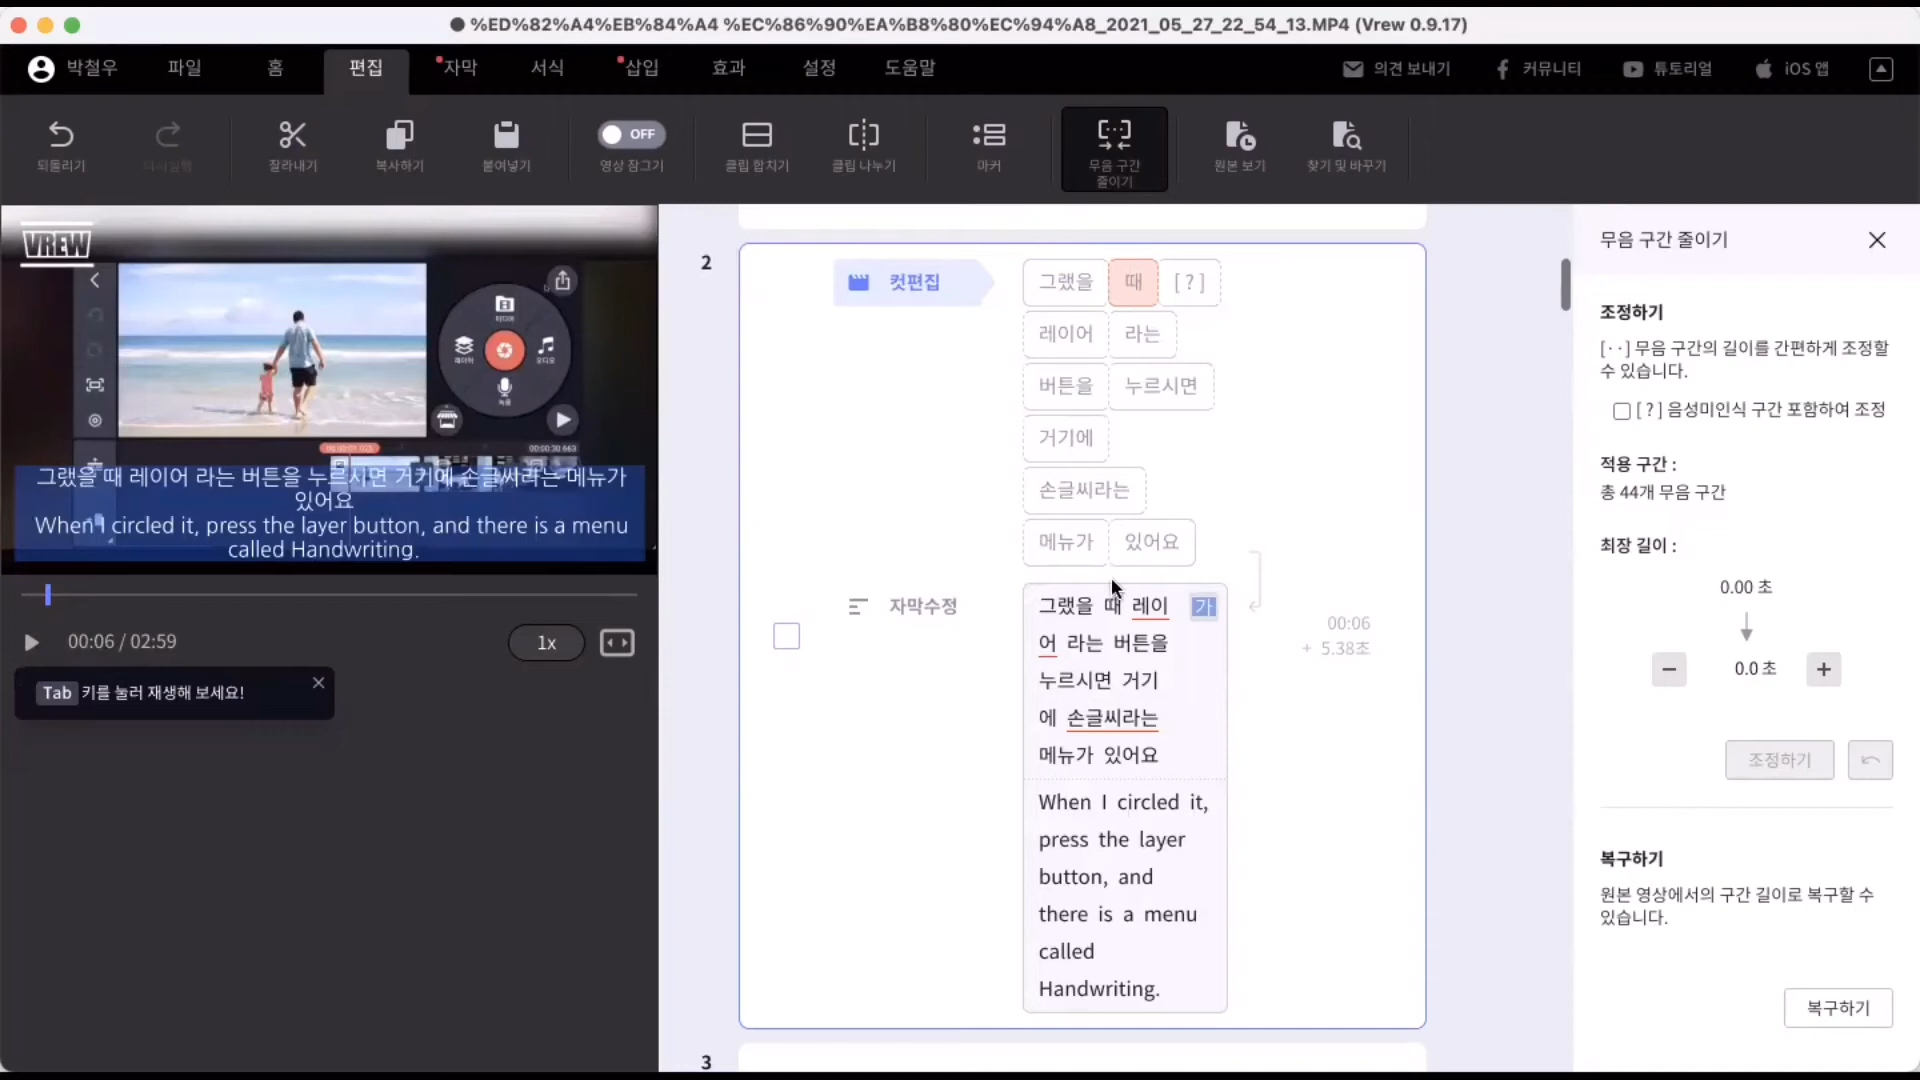 %ED%82%A4%EB%84%A4 %EC%86%90%EA%B8%80%EC%94%A8_2021_05_27_22_54_13.MP4 (Vrew 0.9.17)
박철우
파일
홈
편집
자막
서식
삽입
효과
설정
도움말
의견 보내기
커뮤니티
튜토리얼
iOS 앱
되돌리기
다시실행
잘라내기
복사하기
붙여넣기
OFF
영상 잠그기
클립 합치기
클립 나누기
마커
무음 구간
줄이기
원본 보기
찾기 및 바꾸기
VREW
미디어
레이어
오디오
녹음
그랬을 때 레이어 라는 버튼을 누르시면 거기에 손글씨라는 메뉴가
있어요
When I circled it, press the layer button, and there is a menu
called Handwriting.
00:06 / 02:59
1x
Tab 키를 눌러 재생해 보세요!
2
컷편집
그랬을 때 [ ? ]
레이어 라는
버튼을 누르시면
거기에
손글씨라는
메뉴가 있어요
자막수정
그랬을 때 레이
가
어 라는 버튼을
누르시면 거기
에 손글씨라는
메뉴가 있어요
When I circled it,
press the layer
button, and
there is a menu
called
Handwriting.
00:06
+ 5.38초
3
무음 구간 줄이기
조정하기
[ · · ] 무음 구간의 길이를 간편하게 조정할
수 있습니다.
[ ? ] 음성미인식 구간 포함하여 조정
적용 구간 :
총 44개 무음 구간
최장 길이 :
0.00 초
0.0 초
조정하기
복구하기
원본 영상에서의 구간 길이로 복구할 수
있습니다.
복구하기